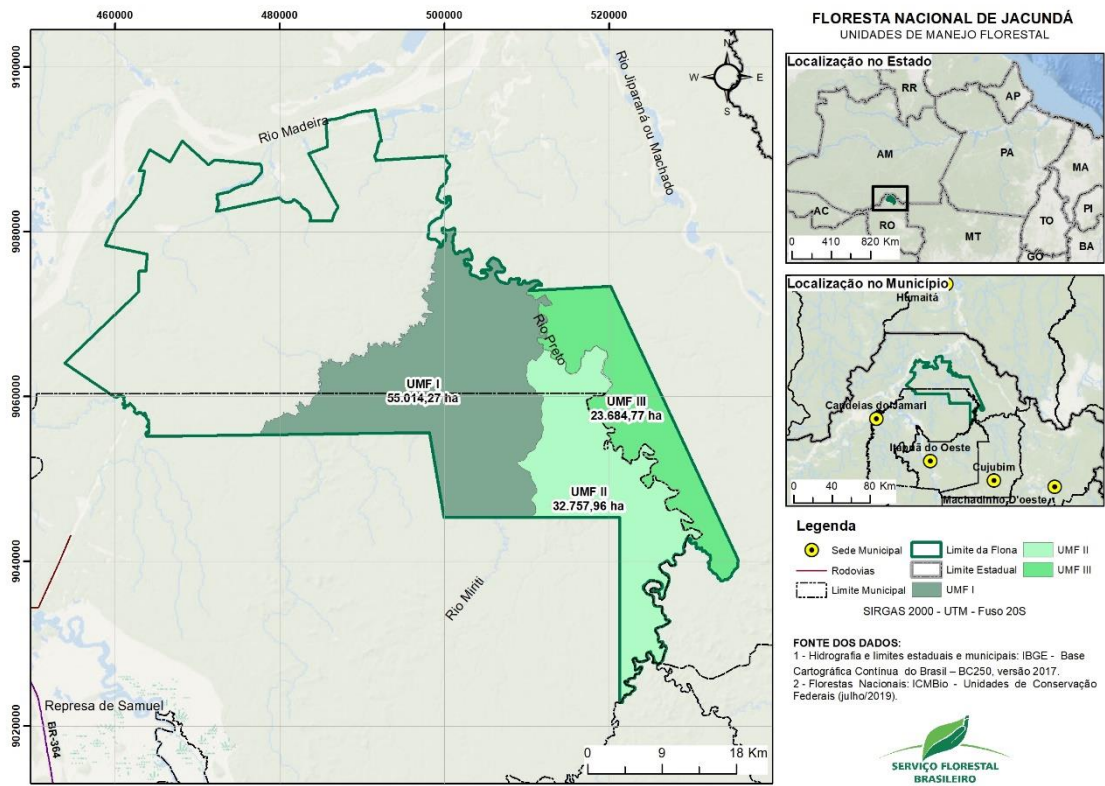 460000
480000
500000
520000
9100000
9080000
9060000
9040000
9020000
Rio Madeira
Rio Jiparaná ou Machado
N
W
E
S
Rio Preto
UMF I
55.014,27 ha
UMF III
23.684,77 ha
UMF II
32.757,96 ha
Rio Miriti
Represa de Samuel
BR-364
0 9 18 Km
FLORESTA NACIONAL DE JACUNDÁ
UNIDADES DE MANEJO FLORESTAL
Localização no Estado
RR
AP
AM
PA
MA
AC
RO
MT
TO
PI
GO
BA
0 410 820 Km
Localização no Município
Humaitá
Candeias do Jamari
Itapuã do Oeste
Cujubim
Machadinho D'oeste
0 40 80 Km
Legenda
Sede Municipal
Limite da Flona
UMF II
Rodovias
Limite Estadual
UMF III
Limite Municipal
UMF I
SIRGAS 2000 - UTM - Fuso 20S
FONTE DOS DADOS:
1 - Hidrografia e limites estaduais e municipais: IBGE - Base
Cartográfica Contínua do Brasil – BC250, versão 2017.
2 - Florestas Nacionais: ICMBio - Unidades de Conservação
Federais (julho/2019).
SERVIÇO FLORESTAL
BRASILEIRO